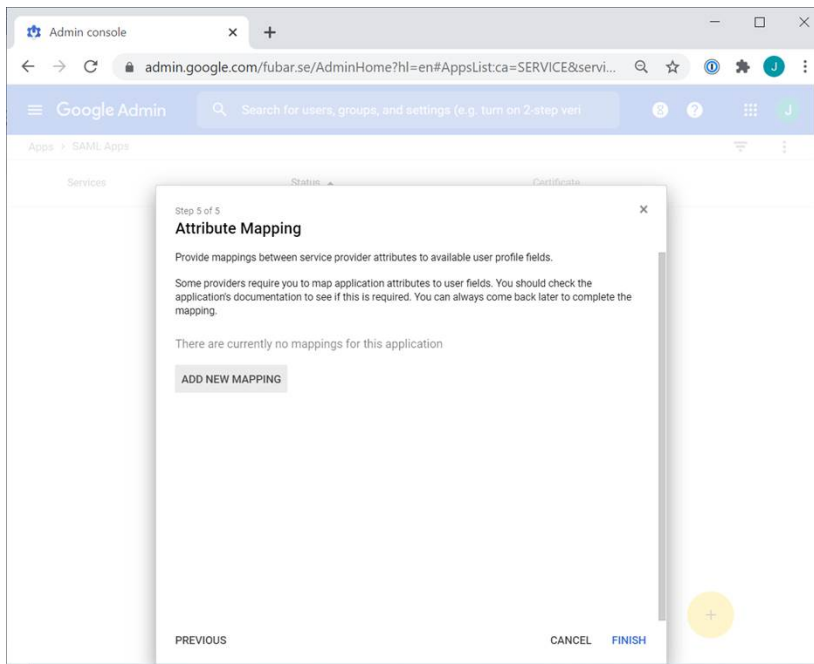 Admin console
admin.google.com/fubar.se/AdminHome?hl=en#AppsList:ca=SERVICE&servi...
J
Google Admin
Search for users, groups, and settings (e.g. turn on 2-step veri
8 ? J
Apps > SAML Apps
Services Status Certificate
Step 5 of 5
Attribute Mapping
Provide mappings between service provider attributes to available user profile fields.
Some providers require you to map application attributes to user fields. You should check the
application's documentation to see if this is required. You can always come back later to complete the
mapping.
There are currently no mappings for this application
ADD NEW MAPPING
PREVIOUS CANCEL FINISH